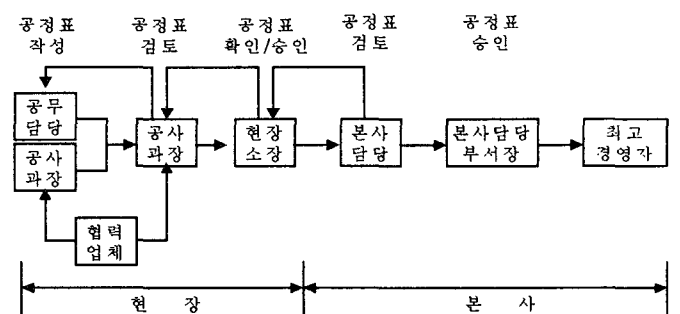 공정표 공정표 공정표 공정표 공정표
작성 검토 확인/승인 검토 승인
공무
담당
공사
과장
공사
과장
현장
소장
본사
담당
본사담당
부서장
최고
경영자
협력
업체
현 장
본 사